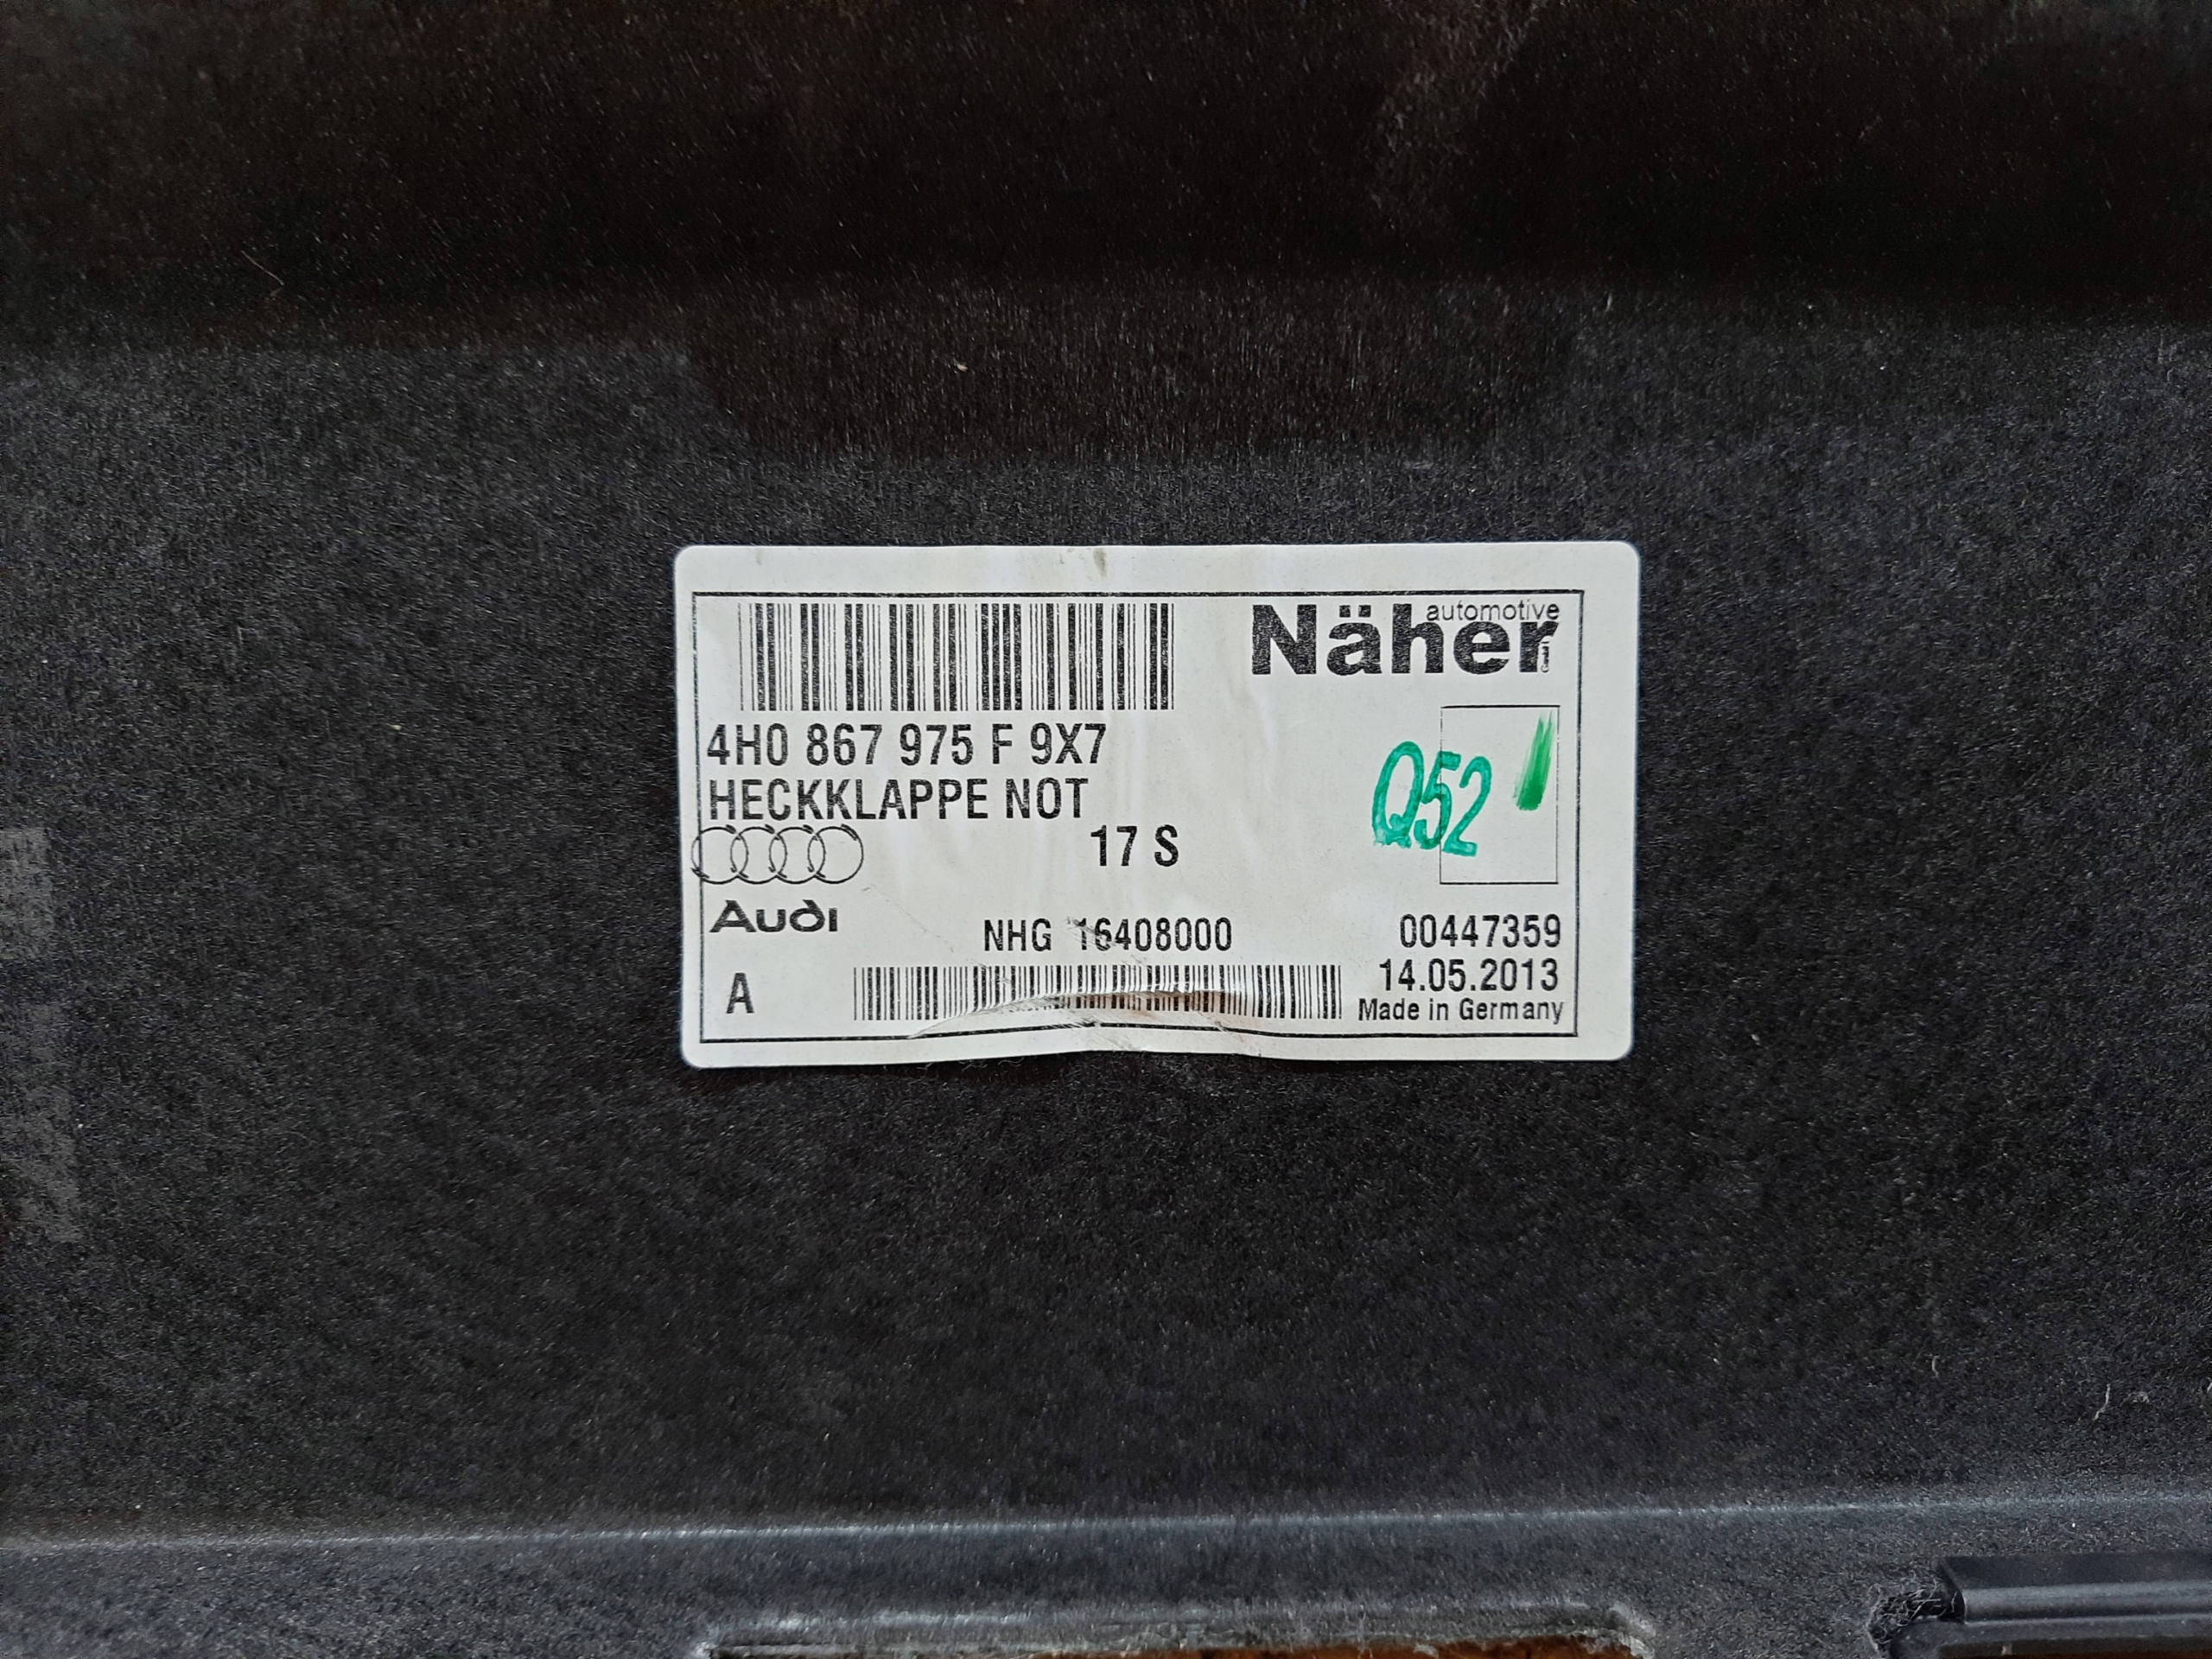 automotive
Näher
4H0 867 975 F 9X7
HECKKLAPPE NOT
17 S
Q52
Audi
NHG 16408000
00447359
14.05.2013
A
Made in Germany